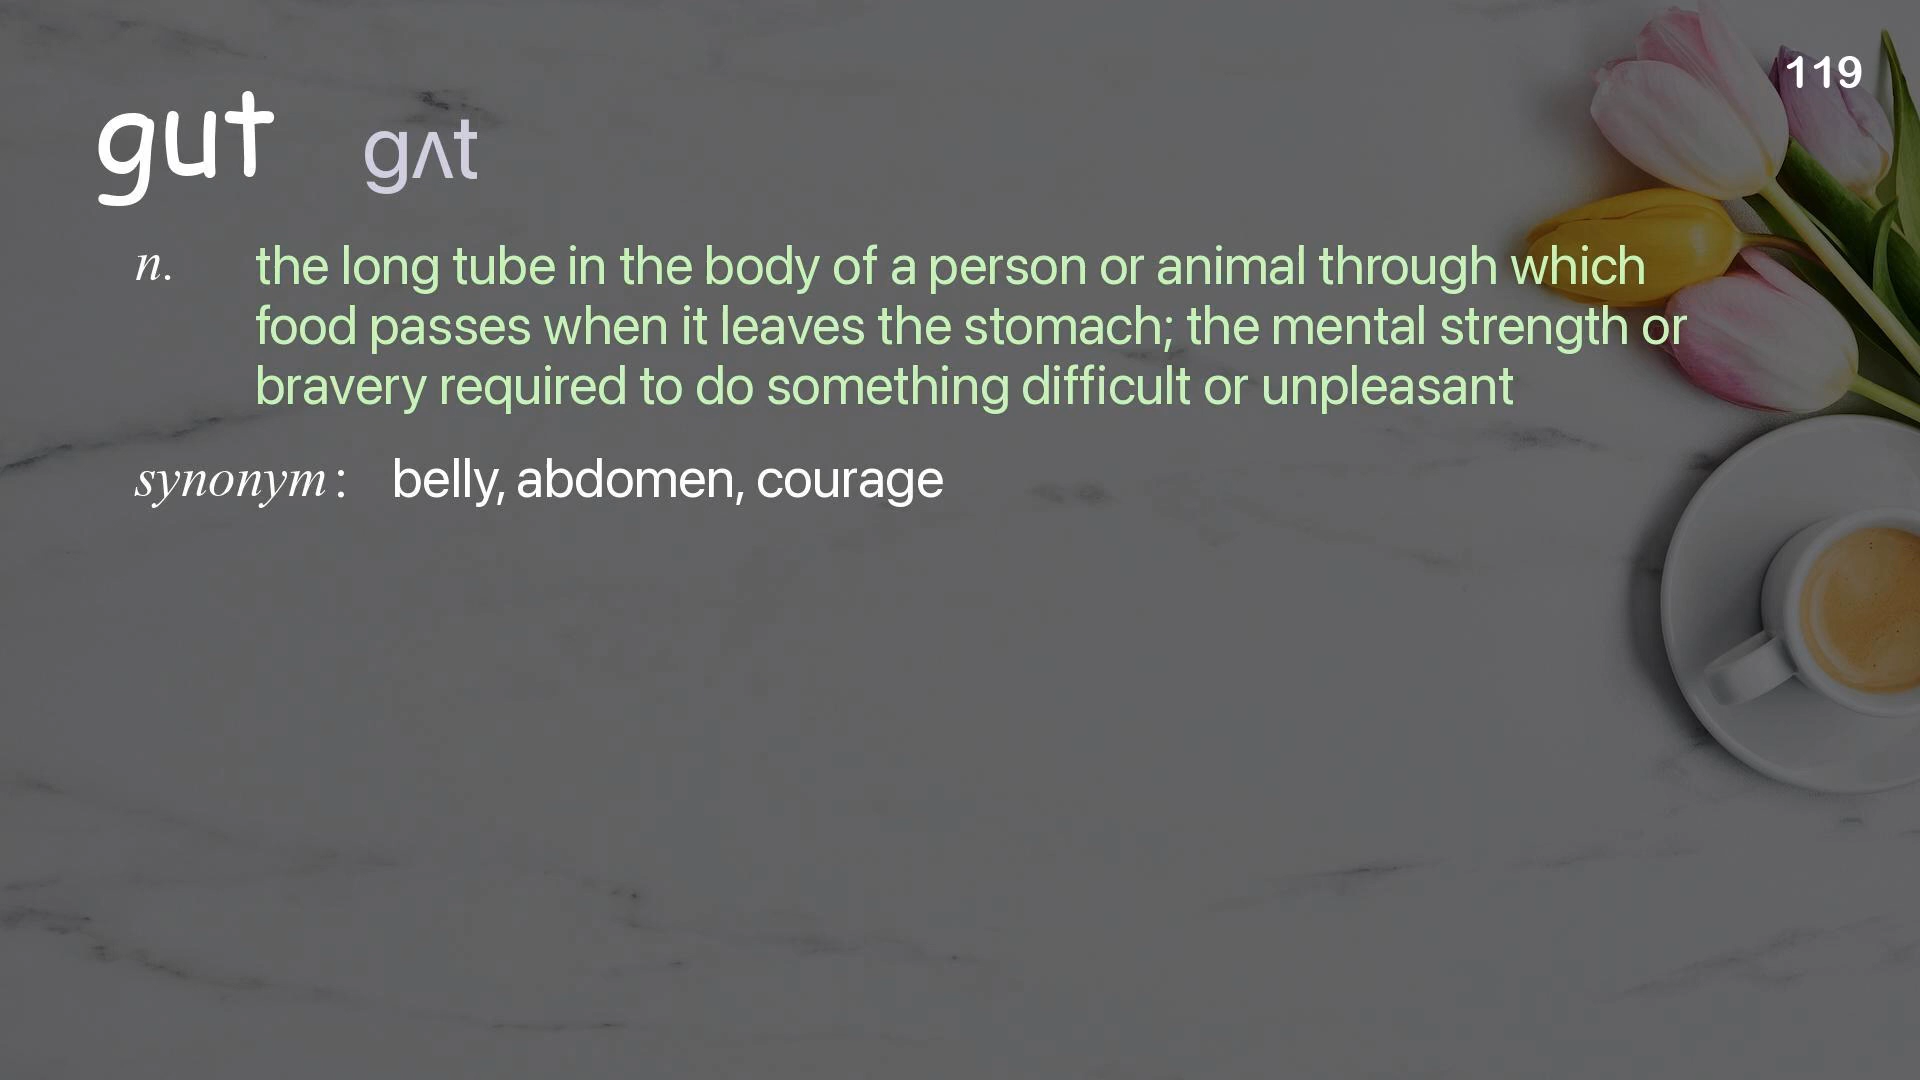 119
gut gʌt
n. the long tube in the body of a person or animal through which
food passes when it leaves the stomach; the mental strength or
bravery required to do something difficult or unpleasant
synonym : belly, abdomen, courage